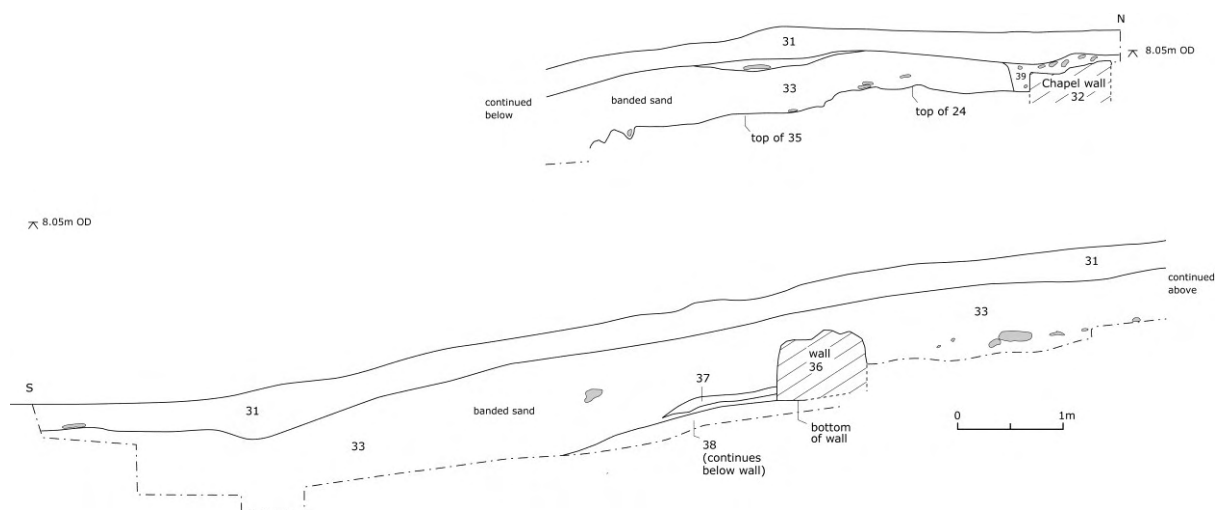 N
31
8.05m OD
39
Chapel wall
32
33
banded sand
continued
below
top of 24
top of 35
8.05m OD
31
continued
above
33
wall
36
S
37
31
banded sand
0 1m
bottom
of wall
33
38
(continues
below wall)